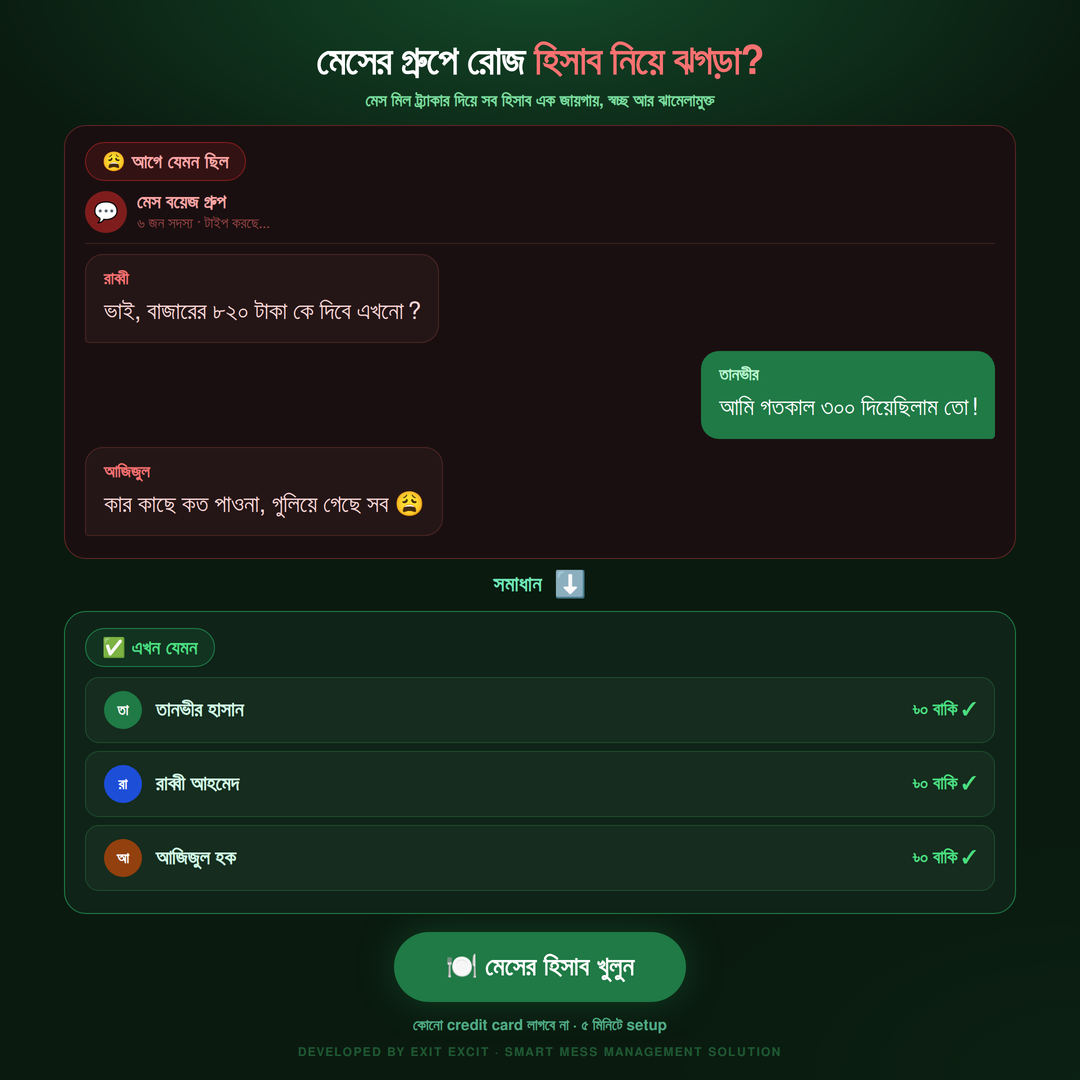 মেসের গ্রুপে রোজ হিসাব নিয়ে ঝগড়া?
মেস মিল ট্র্যাকার দিয়ে সব হিসাব এক জায়গায়, স্বচ্ছ আর ঝামেলামুক্ত
😩 আগে যেমন ছিল
মেস বয়েজ গ্রুপ
৬ জন সদস্য · টাইপ করছে...
রাব্বী
ভাই, বাজারের ৮২০ টাকা কে দিবে এখনো ?
তানভীর
আমি গতকাল ৩০০ দিয়েছিলাম তো !
আজিজুল
কার কাছে কত পাওনা, গুলিয়ে গেছে সব 😩
সমাধান ⬇️
✅ এখন যেমন
তা তানভীর হাসান ৳০ বাকি ✓
রা রাব্বী আহমেদ ৳০ বাকি ✓
আ আজিজুল হক ৳০ বাকি ✓
🍽️ মেসের হিসাব খুলুন
কোনো credit card লাগবে না · ৫ মিনিটে setup
DEVELOPED BY EXIT EXCIT · SMART MESS MANAGEMENT SOLUTION